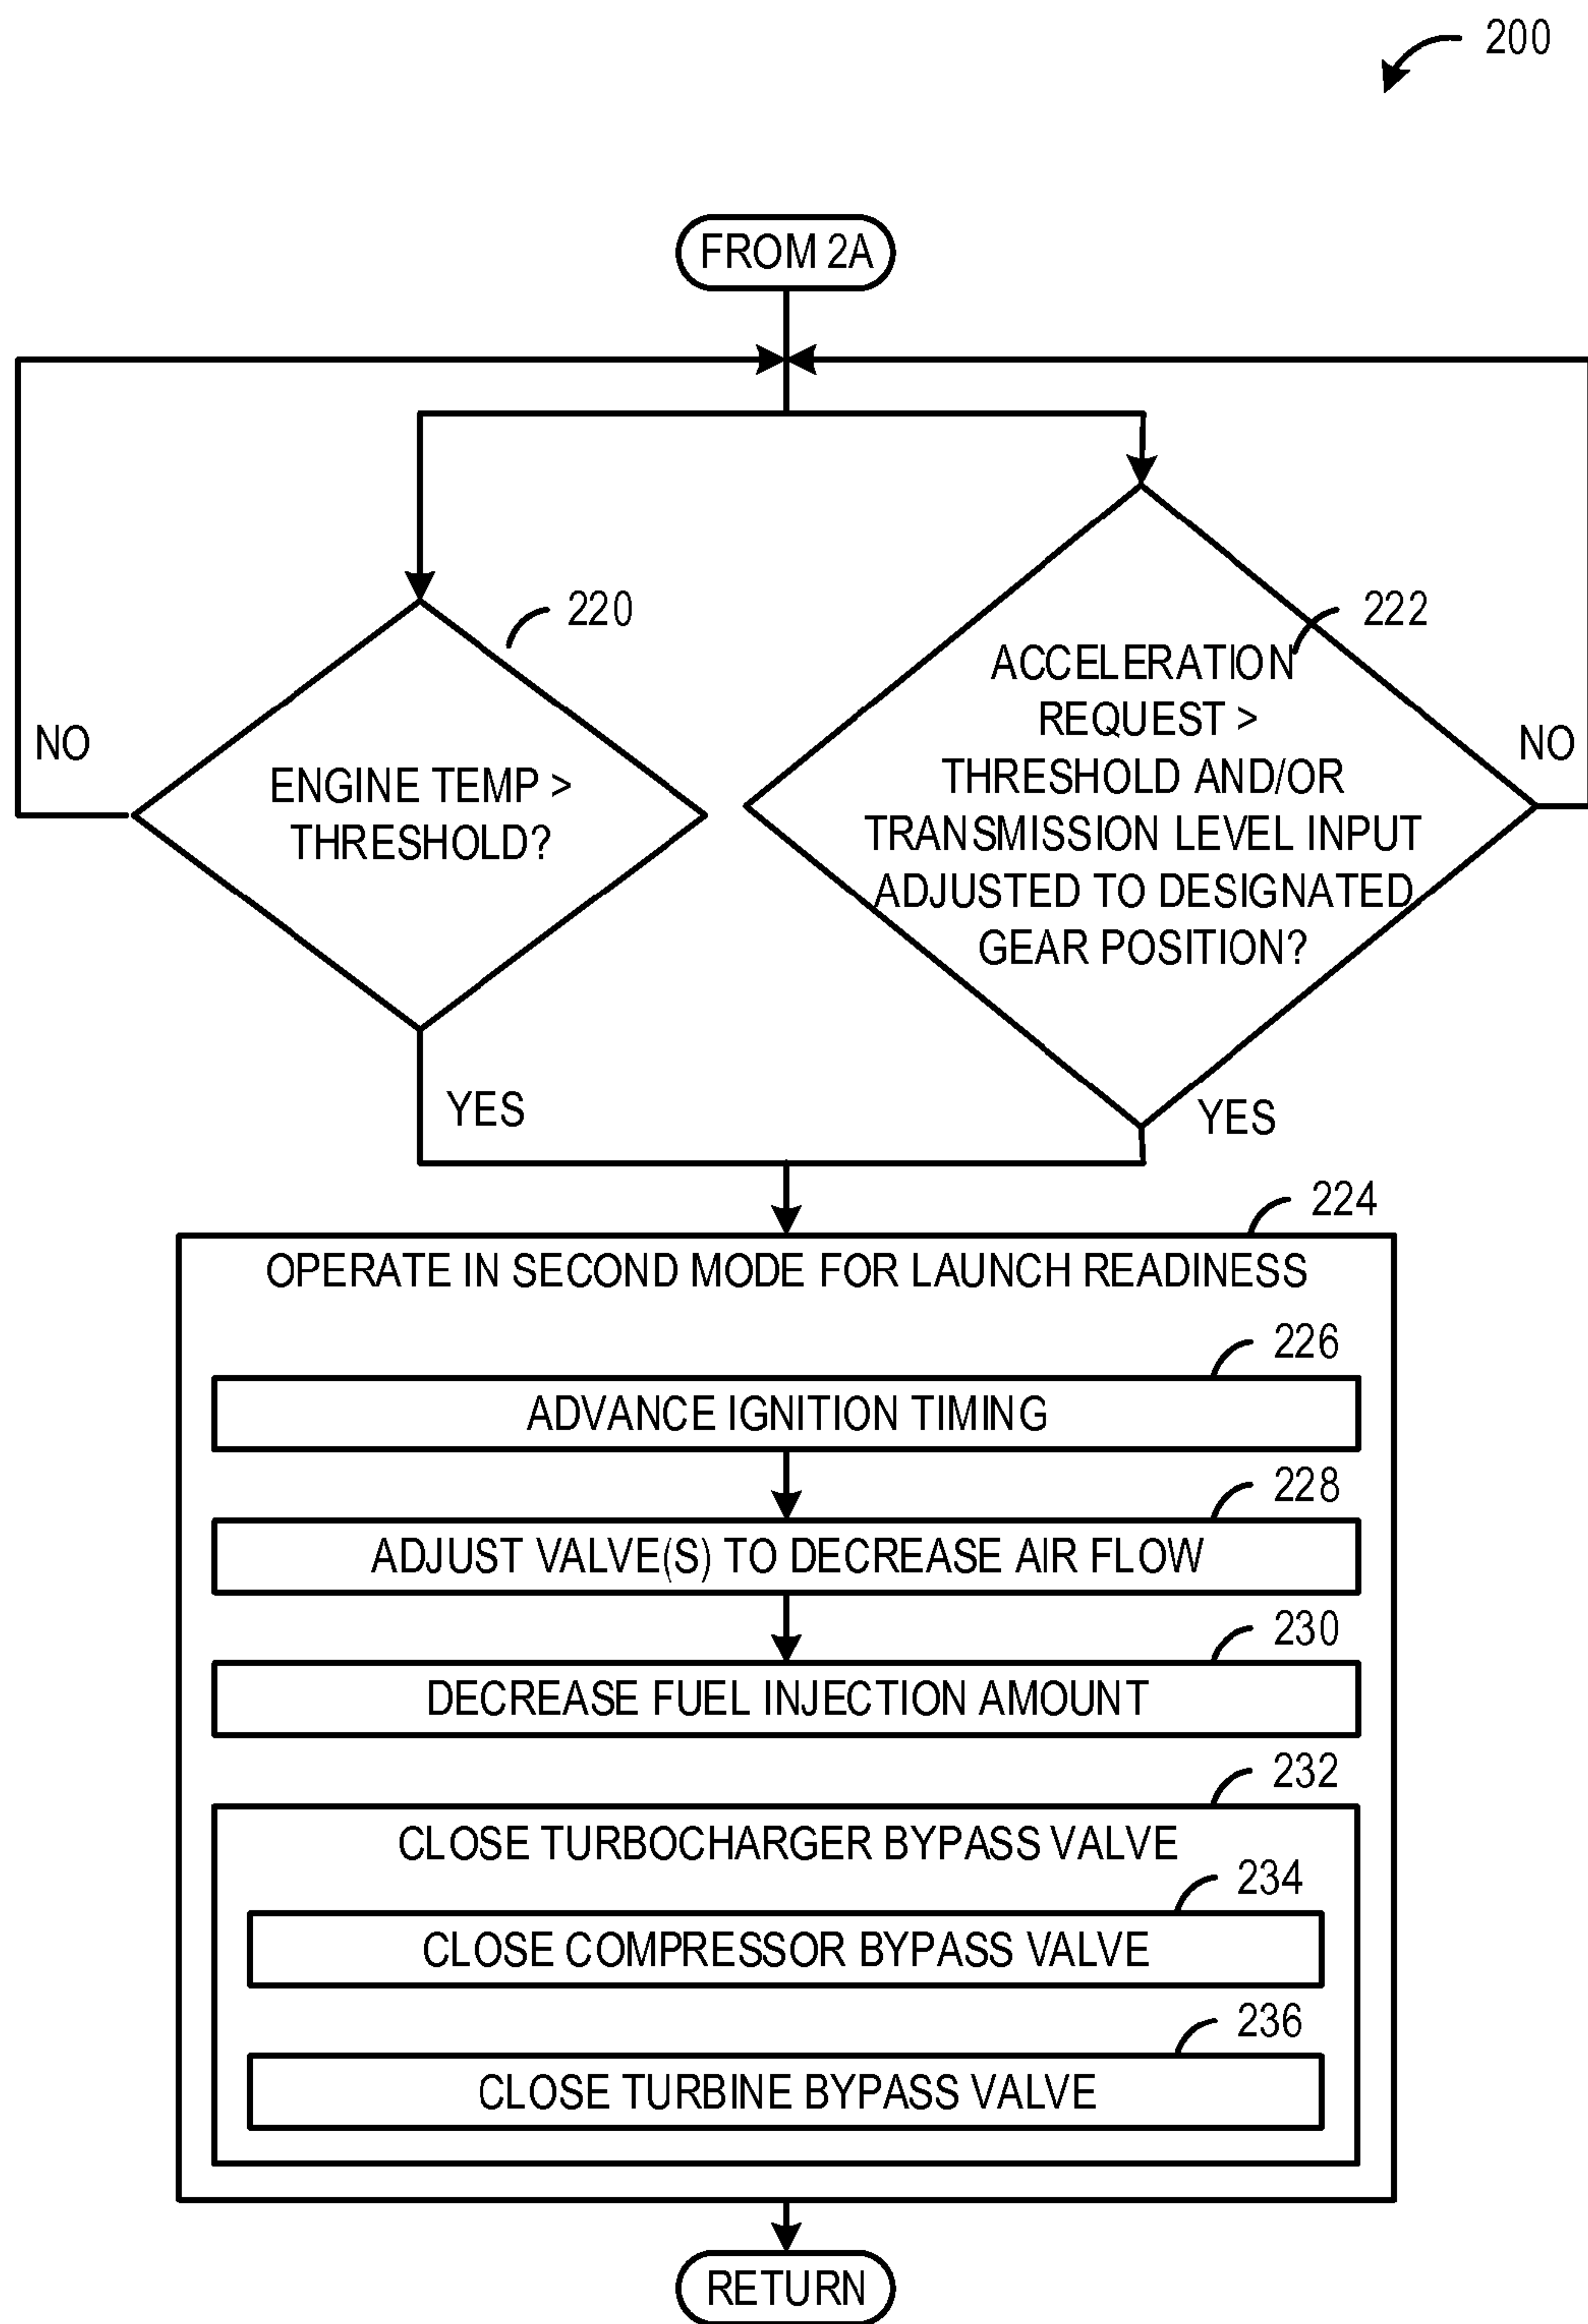 200
FROM 2A
220
222
ACCELERATION
REQUEST >
THRESHOLD AND/OR
TRANSMISSION LEVEL INPUT
ADJUSTED TO DESIGNATED
GEAR POSITION?
NO
NO
ENGINE TEMP >
THRESHOLD?
YES
YES
224
OPERATE IN SECOND MODE FOR LAUNCH READINESS
226
ADVANCE IGNITION TIMING
228
ADJUST VALVE(S) TO DECREASE AIR FLOW
230
DECREASE FUEL INJECTION AMOUNT
232
CLOSE TURBOCHARGER BYPASS VALVE
234
CLOSE COMPRESSOR BYPASS VALVE
236
CLOSE TURBINE BYPASS VALVE
RETURN